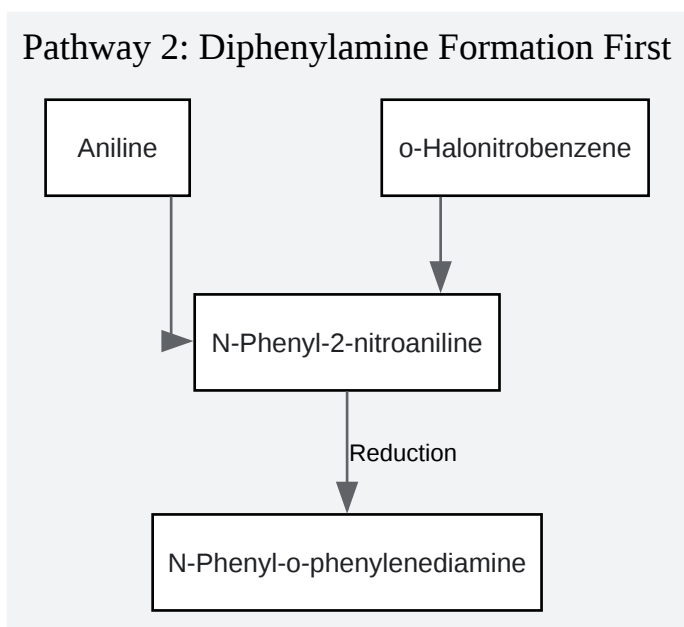 Pathway 2: Diphenylamine Formation First
Aniline
o-Halonitrobenzene
N-Phenyl-2-nitroaniline
Reduction
N-Phenyl-o-phenylenediamine